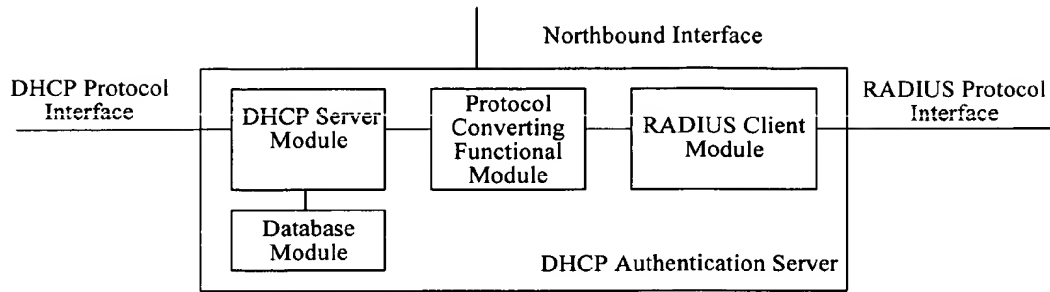 Northbound Interface
DHCP Protocol
Interface
RADIUS Protocol
Interface
DHCP Server
Module
Protocol
Converting
Functional
Module
RADIUS Client
Module
Database
Module
DHCP Authentication Server